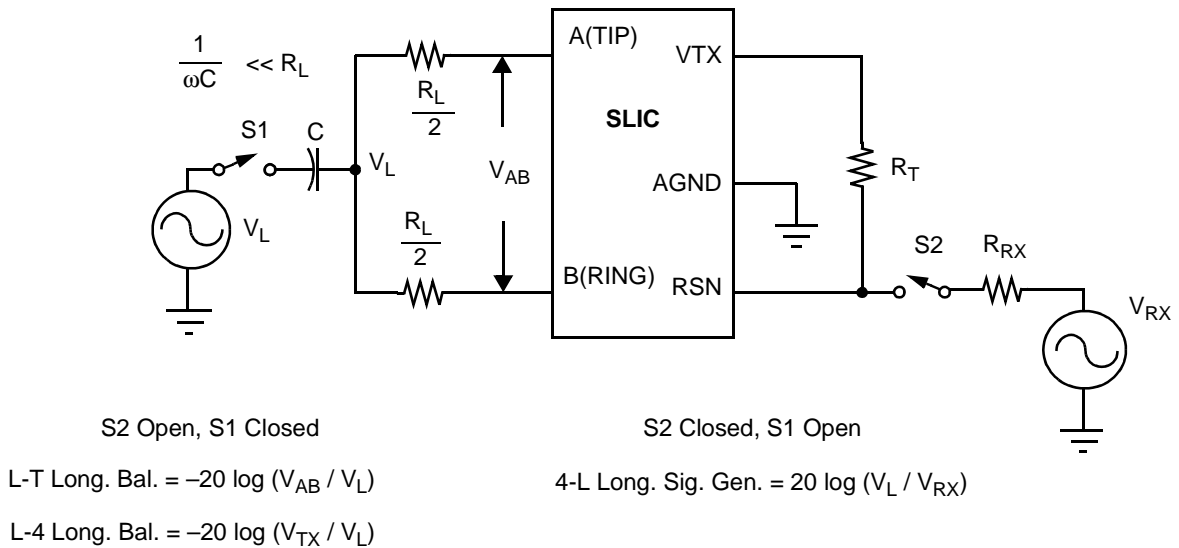 A(TIP)
VTX
1
ωC
<< R_L
R_L
2
SLIC
S1
C
V_L
V_AB
AGND
R_T
V_L
R_L
2
S2
R_RX
B(RING)
RSN
V_RX
S2 Open, S1 Closed
S2 Closed, S1 Open
L-T Long. Bal. = –20 log (V_AB / V_L)
4-L Long. Sig. Gen. = 20 log (V_L / V_RX)
L-4 Long. Bal. = –20 log (V_TX / V_L)